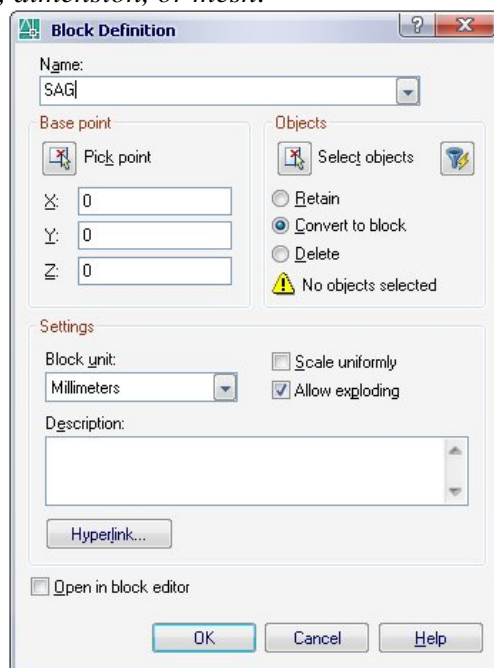 , dimension, or mesh.
Block Definition
Name:
SAG
Base point
Pick point
X: 0
Y: 0
Z: 0
Objects
Select objects
Retain
Convert to block
Delete
No objects selected
Settings
Block unit:
Millimeters
Scale uniformly
Allow exploding
Description:
Hyperlink...
Open in block editor
OK Cancel Help